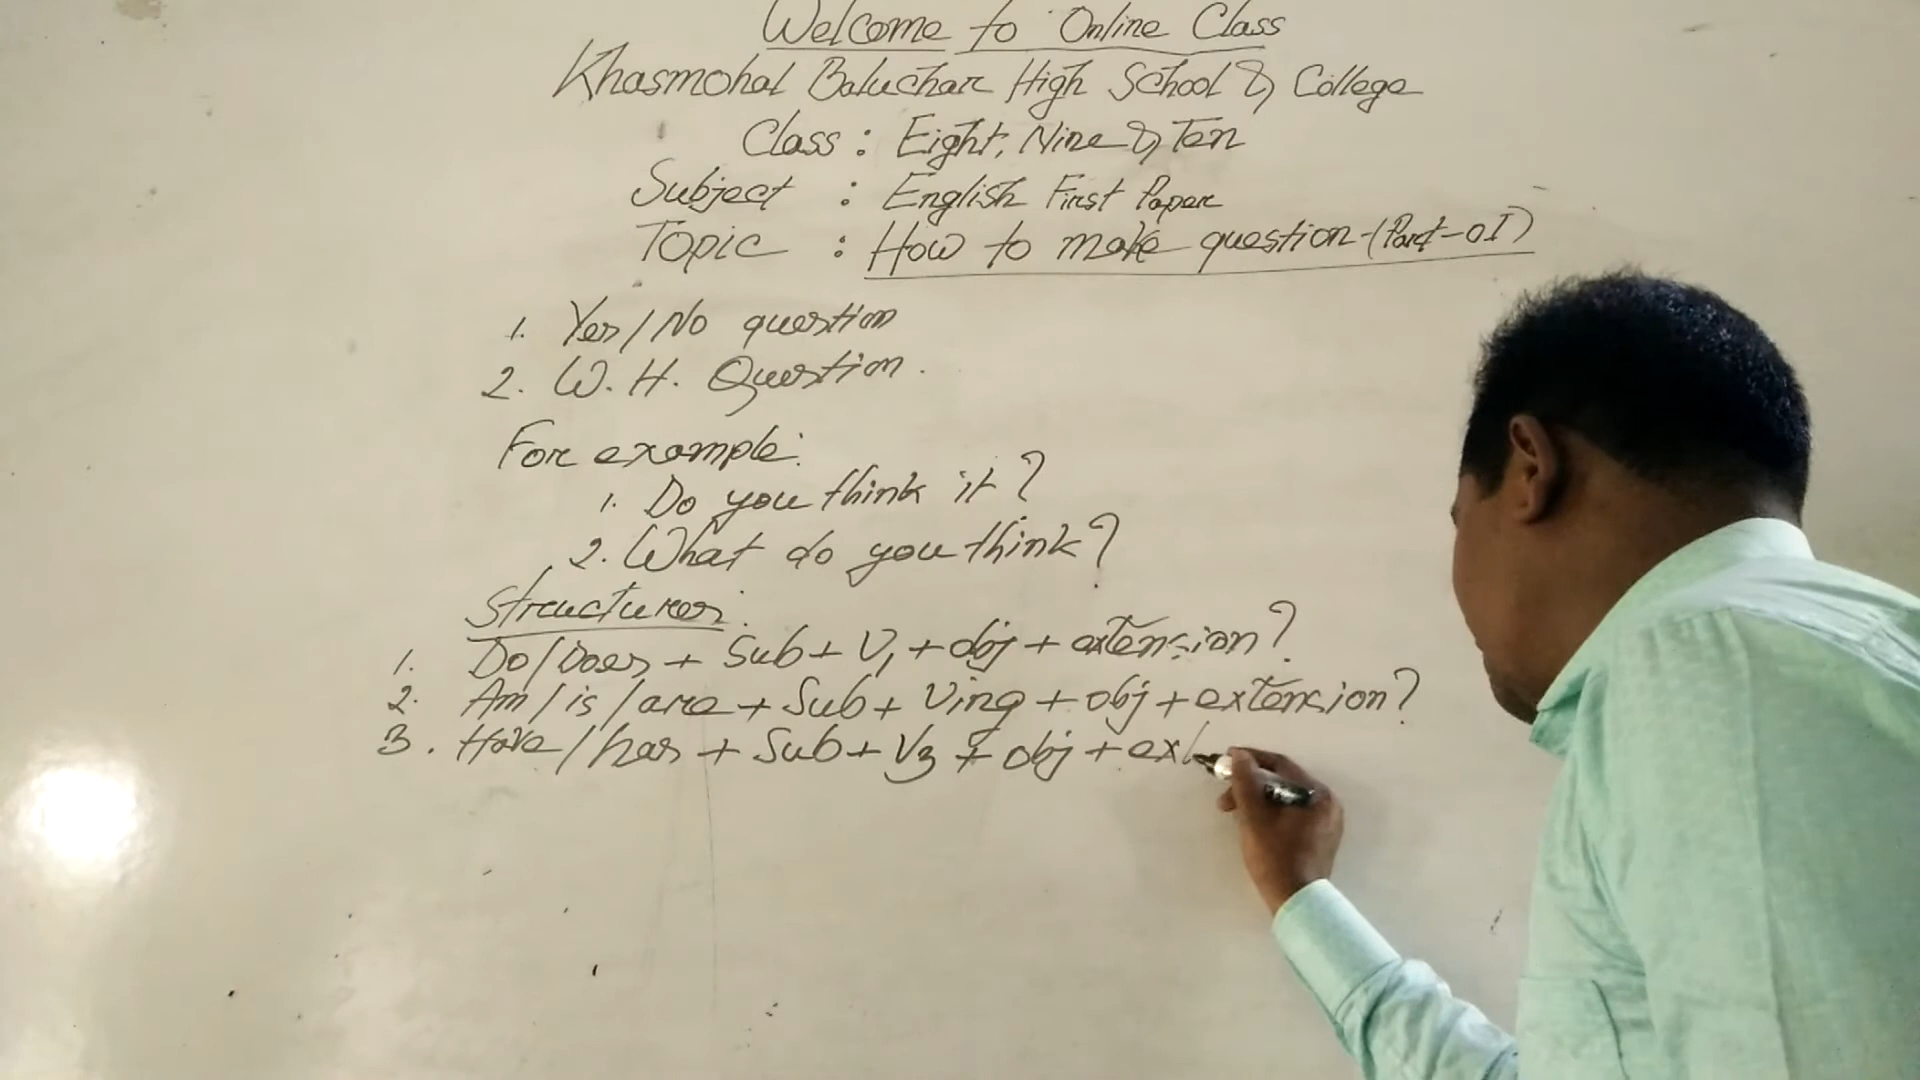 Welcome to Online Class
Khasmohal Baluchar High School & College
Class : Eight, Nine & Ten
Subject : English First Paper
Topic : How to make question-(Part-01)
1. Yes/No question
2. W.H. Question.
For example:
1. Do you think it?
2. What do you think?
Structures:
1. Do/Does + Sub + V1 + obj + extension?
2. Am/is/are + Sub + Ving + obj + extension?
3. Have/has + Sub + V3 + obj + ext